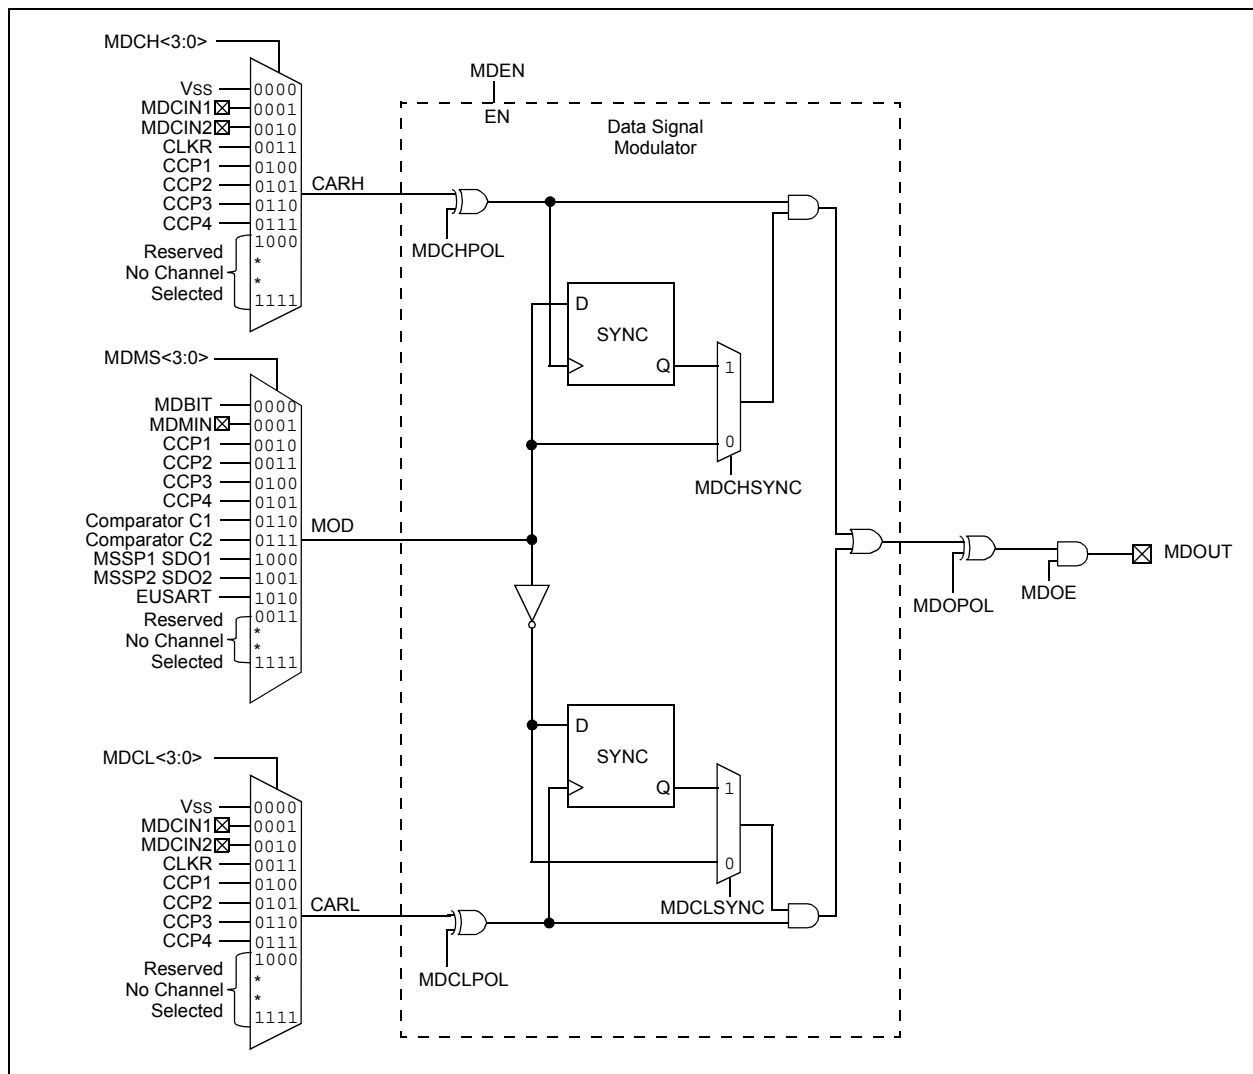 MDCH<3:0>
VSS 0000
MDCIN1 0001
MDCIN2 0010
CLKR 0011
CCP1 0100
CCP2 0101
CCP3 0110
CCP4 0111
1000
Reserved
No Channel
Selected
*
*
1111
CARH
MDCHPOL
MDEN
EN
Data Signal
Modulator
D
SYNC
Q
1
0
MDCHSYNC
MDMS<3:0>
MDBIT 0000
MDMIN 0001
CCP1 0010
CCP2 0011
CCP3 0100
CCP4 0101
Comparator C1 0110
Comparator C2 0111
MSSP1 SDO1 1000
MSSP2 SDO2 1001
EUSART 1010
0011
Reserved
No Channel
Selected
*
*
1111
MOD
MDOPOL
MDOE
MDOUT
D
SYNC
Q
1
0
MDCLSYNC
MDCL<3:0>
VSS 0000
MDCIN1 0001
MDCIN2 0010
CLKR 0011
CCP1 0100
CCP2 0101
CCP3 0110
CCP4 0111
1000
Reserved
No Channel
Selected
*
*
1111
CARL
MDCLPOL